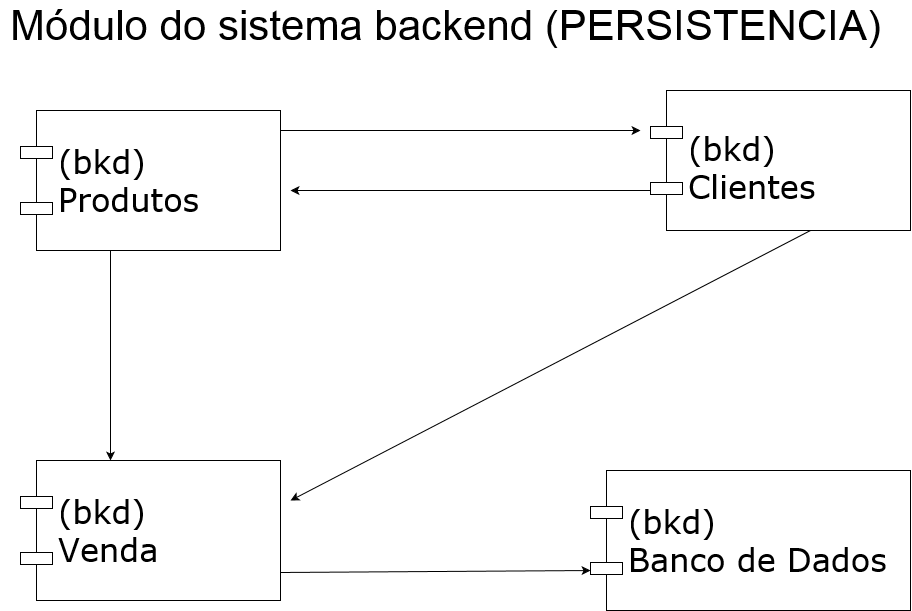 Módulo do sistema backend (PERSISTENCIA)
(bkd)
Produtos
(bkd)
Clientes
(bkd)
Venda
(bkd)
Banco de Dados